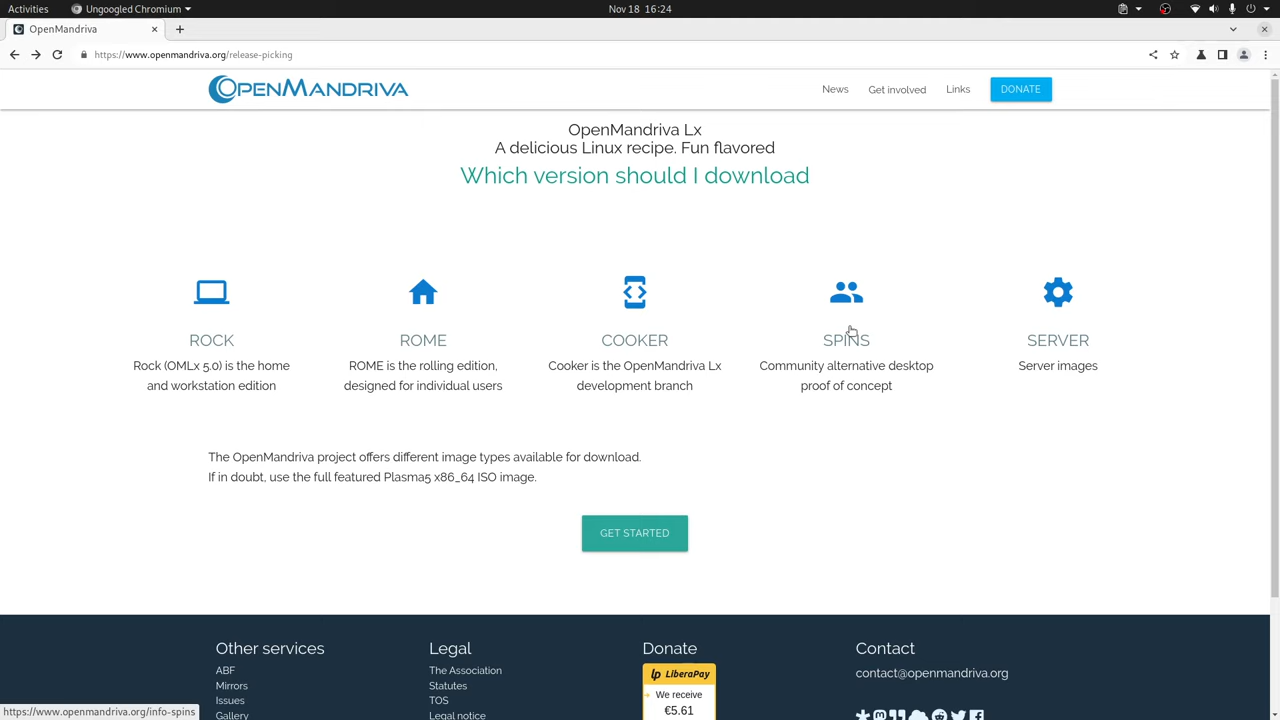 Activities
Ungoogled Chromium
Nov 18 16:24
OpenMandriva
https://www.openmandriva.org/release-picking
OPENMANDRIVA
News
Get involved
Links
DONATE
OpenMandriva Lx
A delicious Linux recipe. Fun flavored
Which version should I download
ROCK
Rock (OMLx 5.0) is the home
and workstation edition
ROME
ROME is the rolling edition,
designed for individual users
COOKER
Cooker is the OpenMandriva Lx
development branch
SPINS
Community alternative desktop
proof of concept
SERVER
Server images
The OpenMandriva project offers different image types available for download.
If in doubt, use the full featured Plasma5 x86_64 ISO image.
GET STARTED
Other services
ABF
Mirrors
Issues
Gallery
Legal
The Association
Statutes
TOS
Legal notice
Donate
lp LiberaPay
We receive
€5.61
Contact
contact@openmandriva.org
https://www.openmandriva.org/info-spins